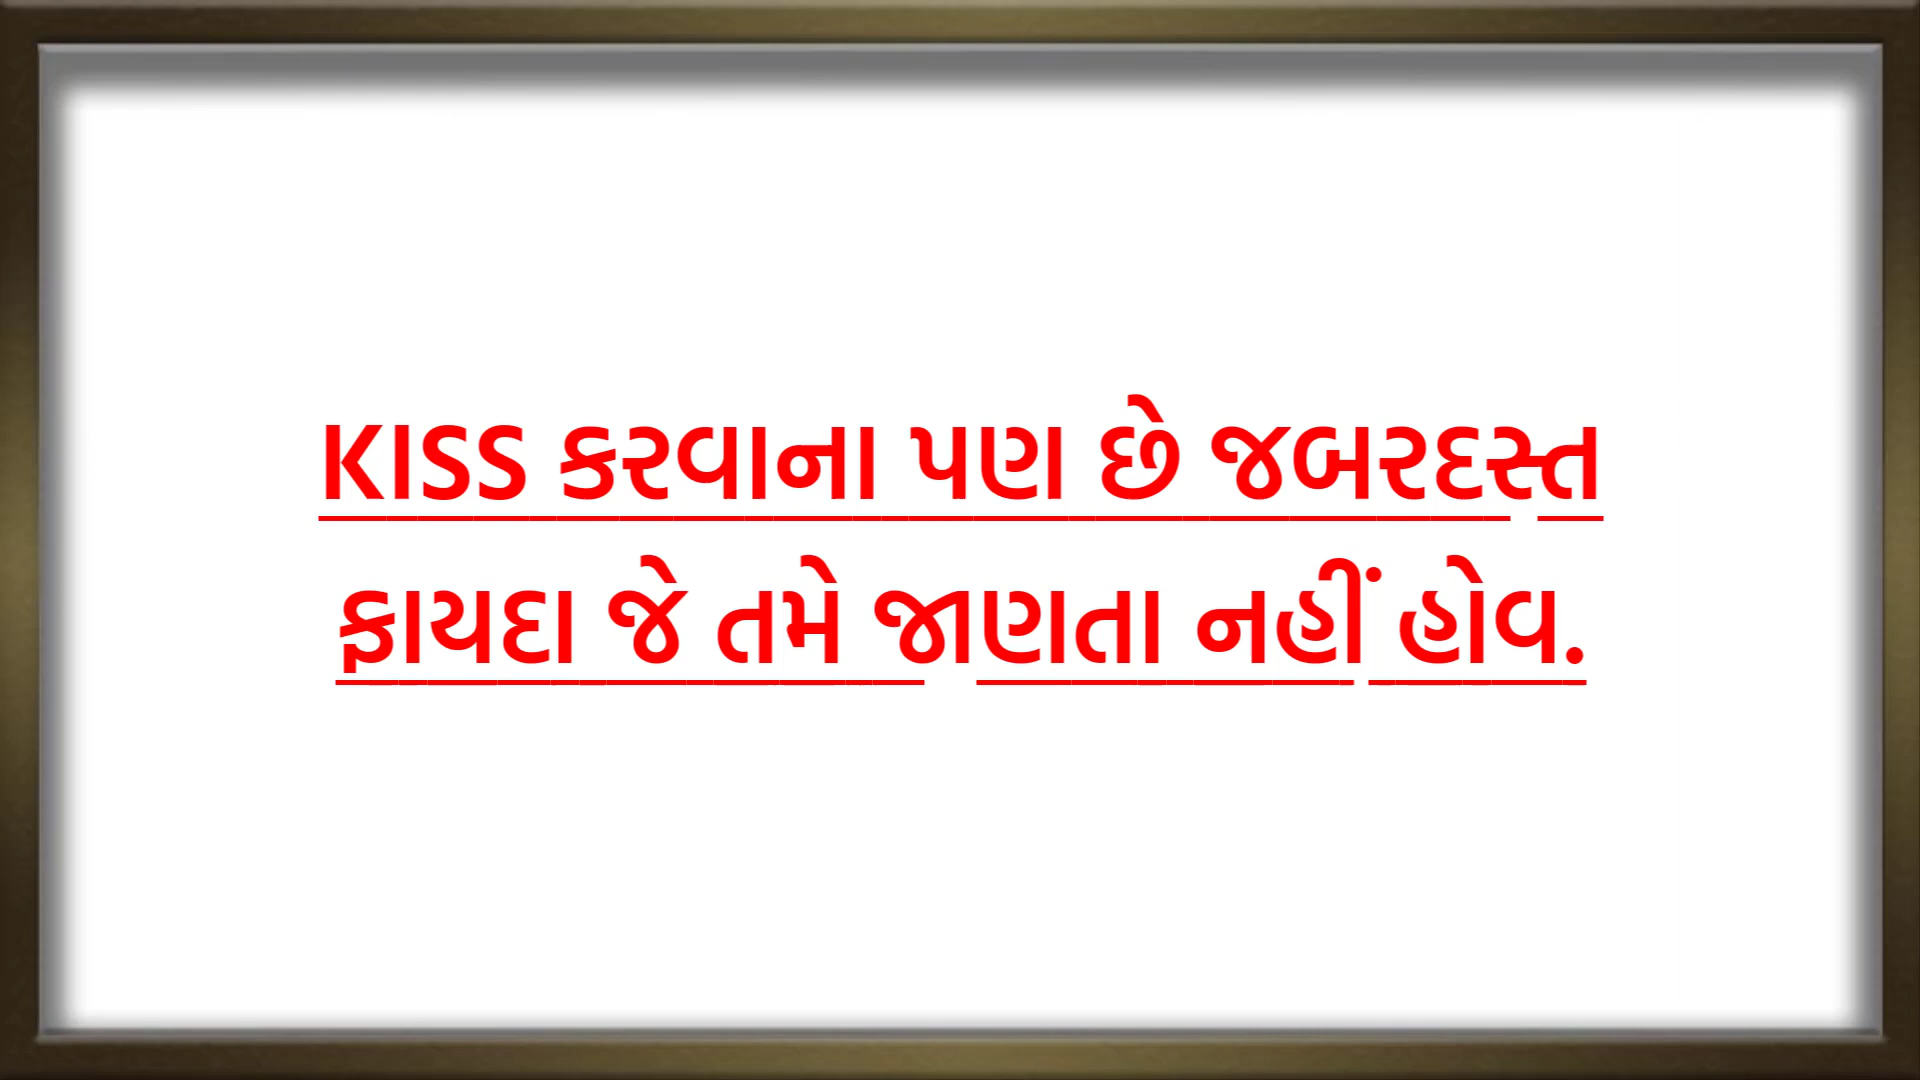 KISS કરવાના પણ છે જબરદસ્ત
ફાયદા જે તમે જાણતા નહીં હોવ.